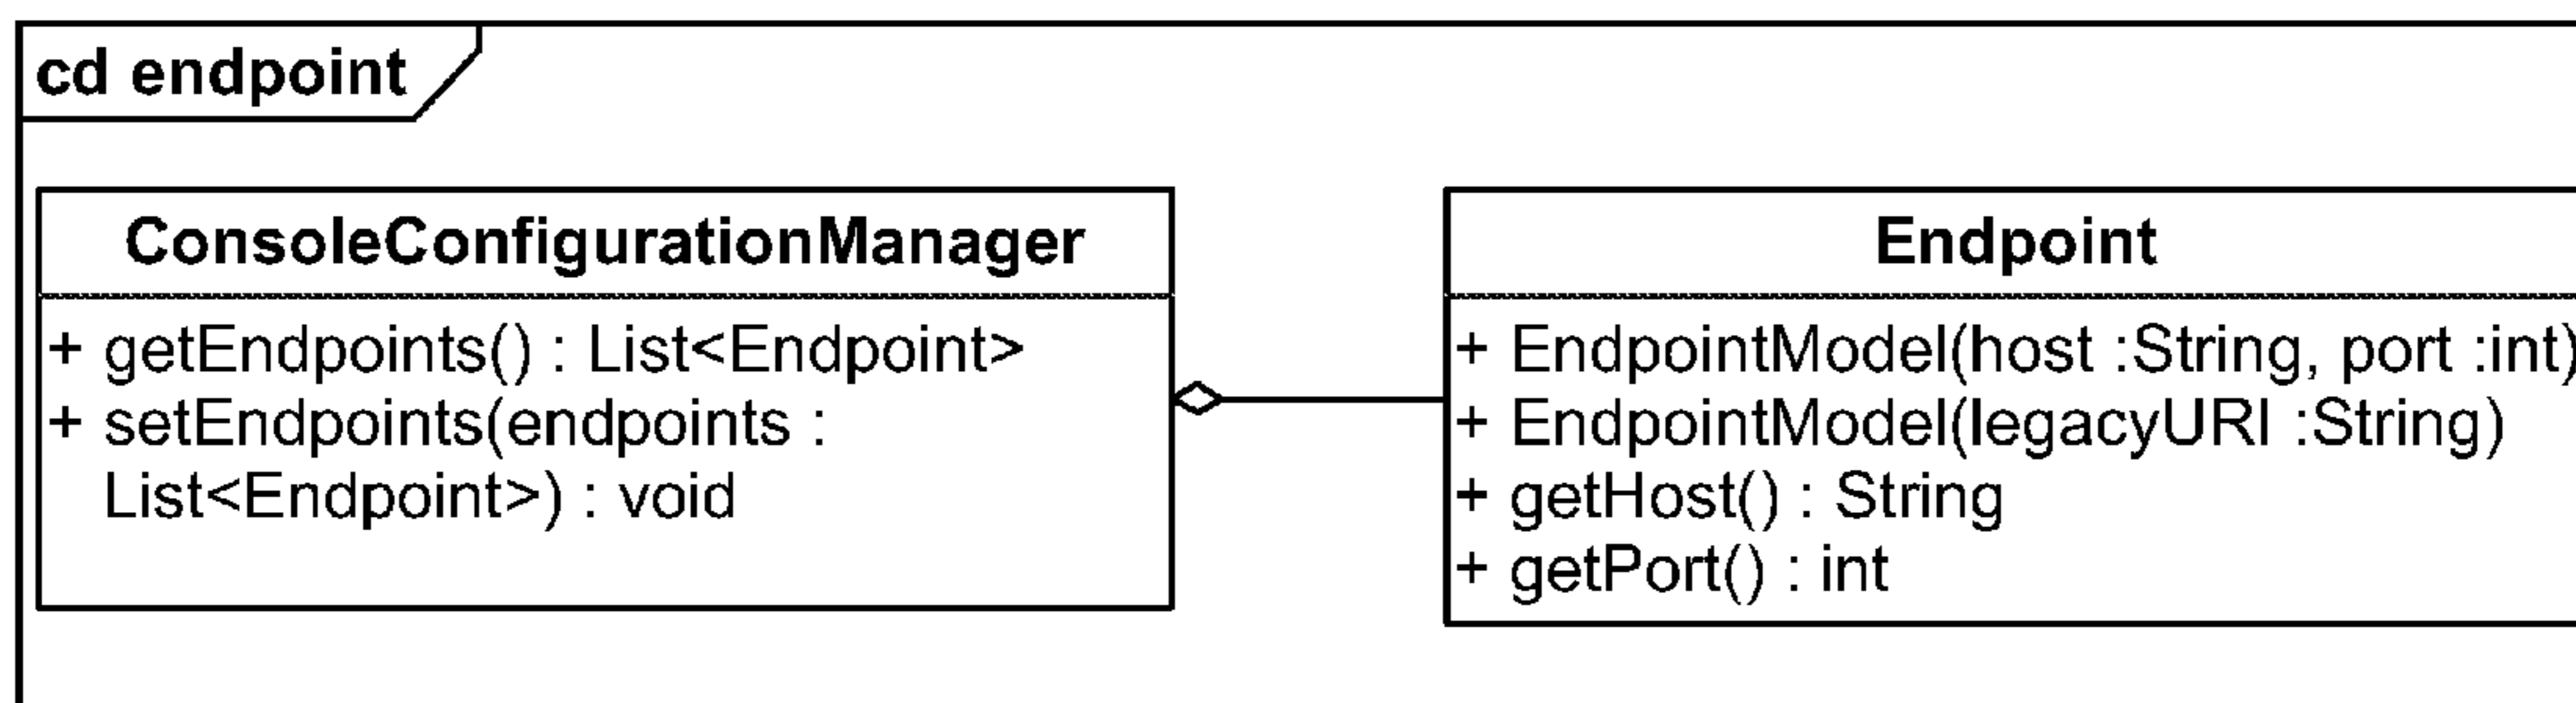 cd endpoint
ConsoleConfigurationManager
+ getEndpoints() : List<Endpoint>
+ setEndpoints(endpoints :
List<Endpoint>) : void
Endpoint
+ EndpointModel(host :String, port :int)
+ EndpointModel(legacyURI :String)
+ getHost() : String
+ getPort() : int